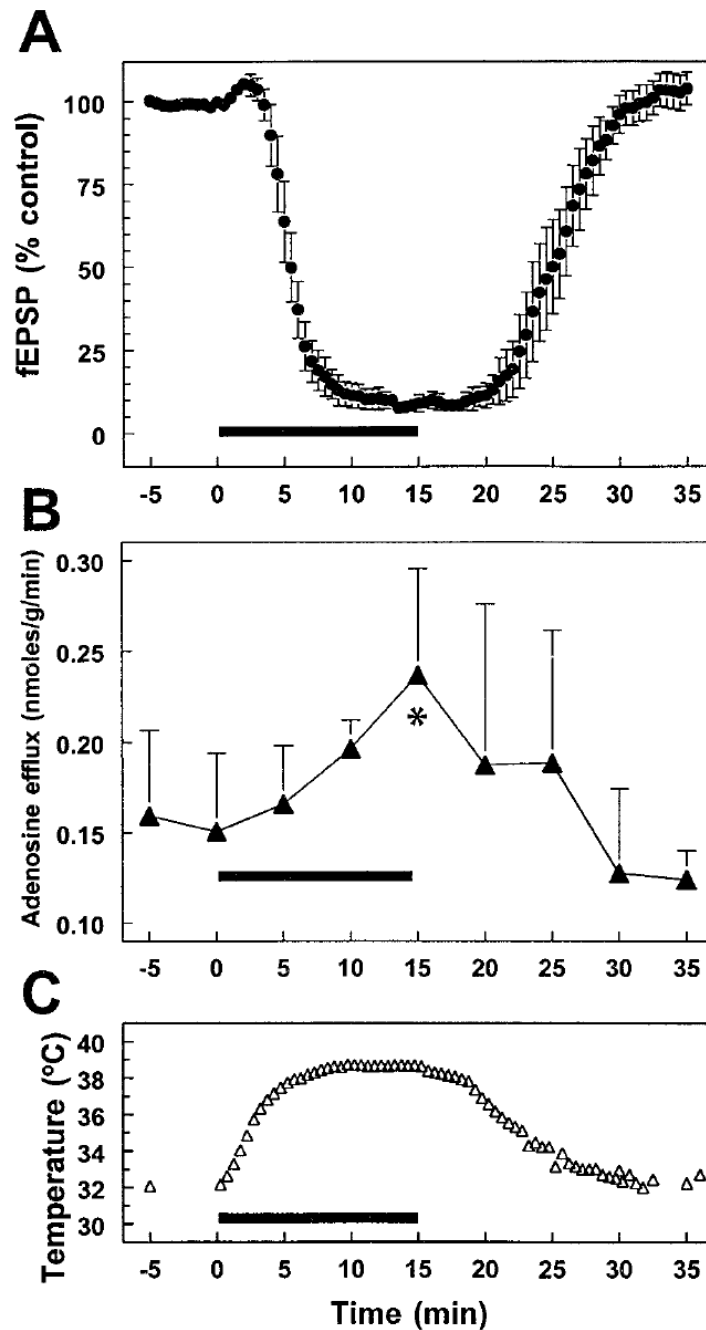 A
fEPSP (% control)
100
75
50
25
0
-5 0 5 10 15 20 25 30 35
B
Adenosine efflux (nmoles/g/min)
0.30
0.25
0.20
0.15
0.10
*
-5 0 5 10 15 20 25 30 35
C
Temperature (ºC)
40
38
36
34
32
30
-5 0 5 10 15 20 25 30 35
Time (min)